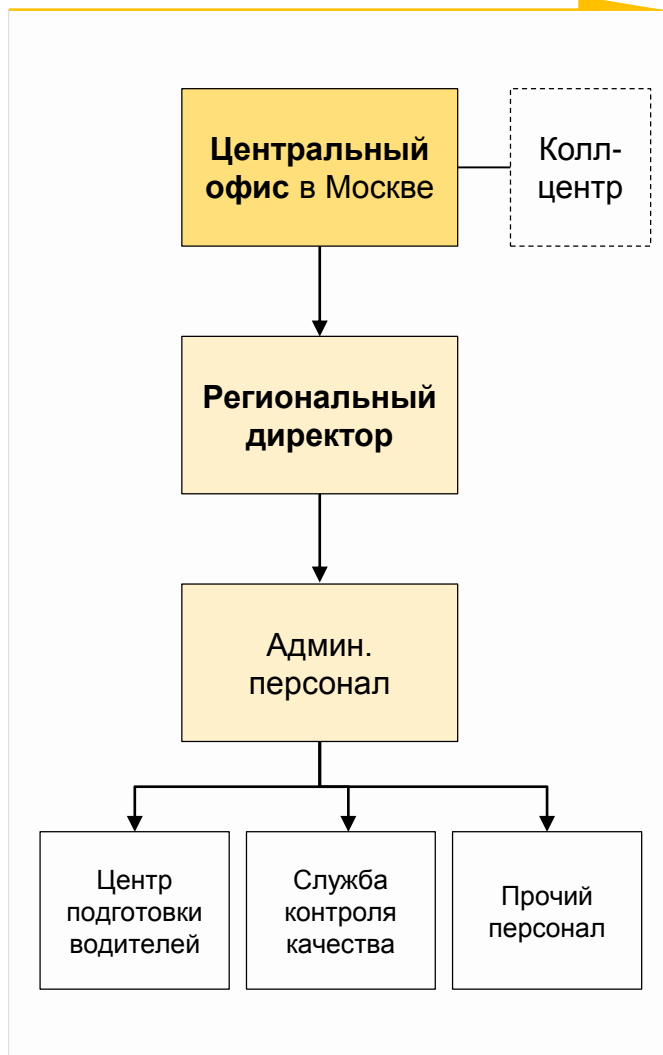 Центральный
офис в Москве
Колл-
центр
Региональный
директор
Админ.
персонал
Центр
подготовки
водителей
Служба
контроля
качества
Прочий
персонал